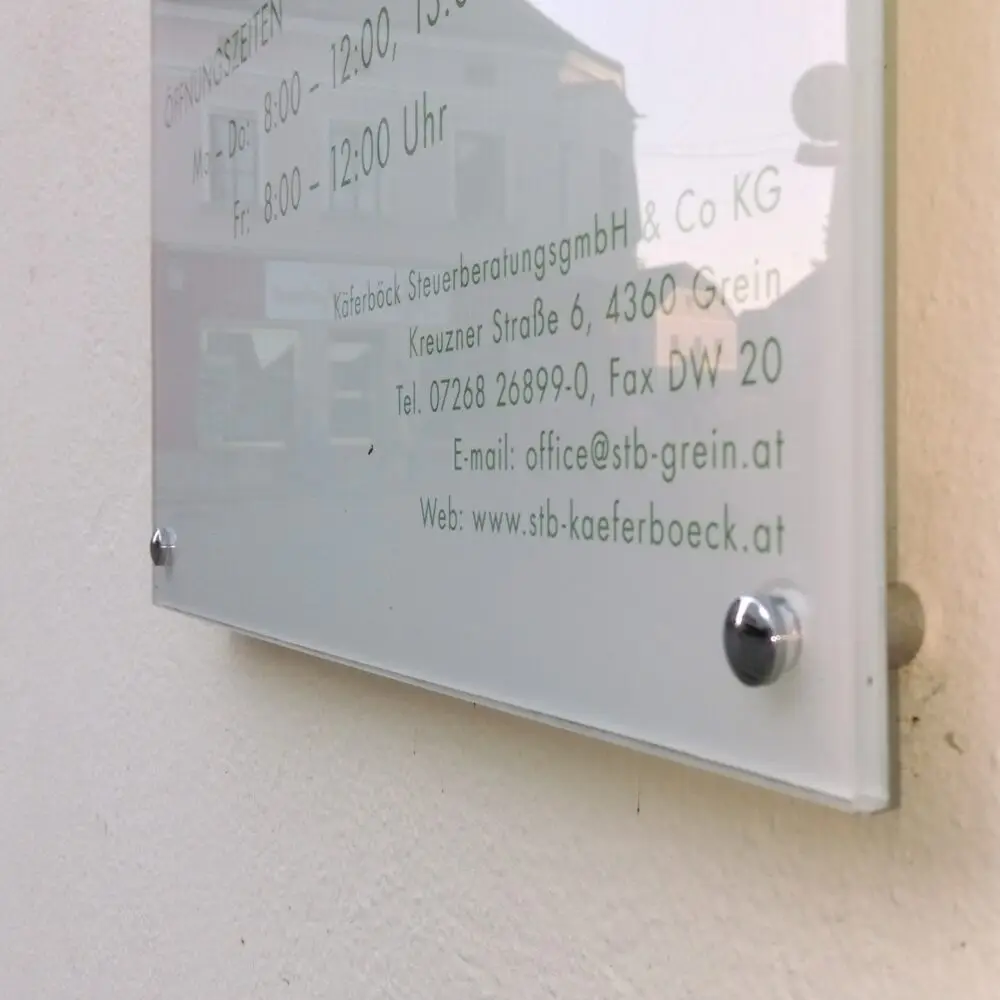 ÖFFNUNGSZEITEN
Mo – Do: 8:00 – 12:00,
Fr: 8:00 – 12:00 Uhr
Käferböck SteuerberatungsgmbH & Co KG
Kreuzner Straße 6, 4360 Grein
Tel. 07268 26899-0, Fax DW 20
E-mail: office@stb-grein.at
Web: www.stb-kaeferboeck.at